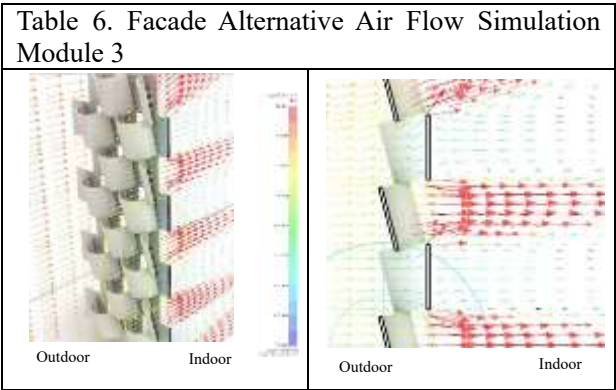 Table 6. Facade Alternative Air Flow Simulation
Module 3
Outdoor
Indoor
Outdoor
Indoor